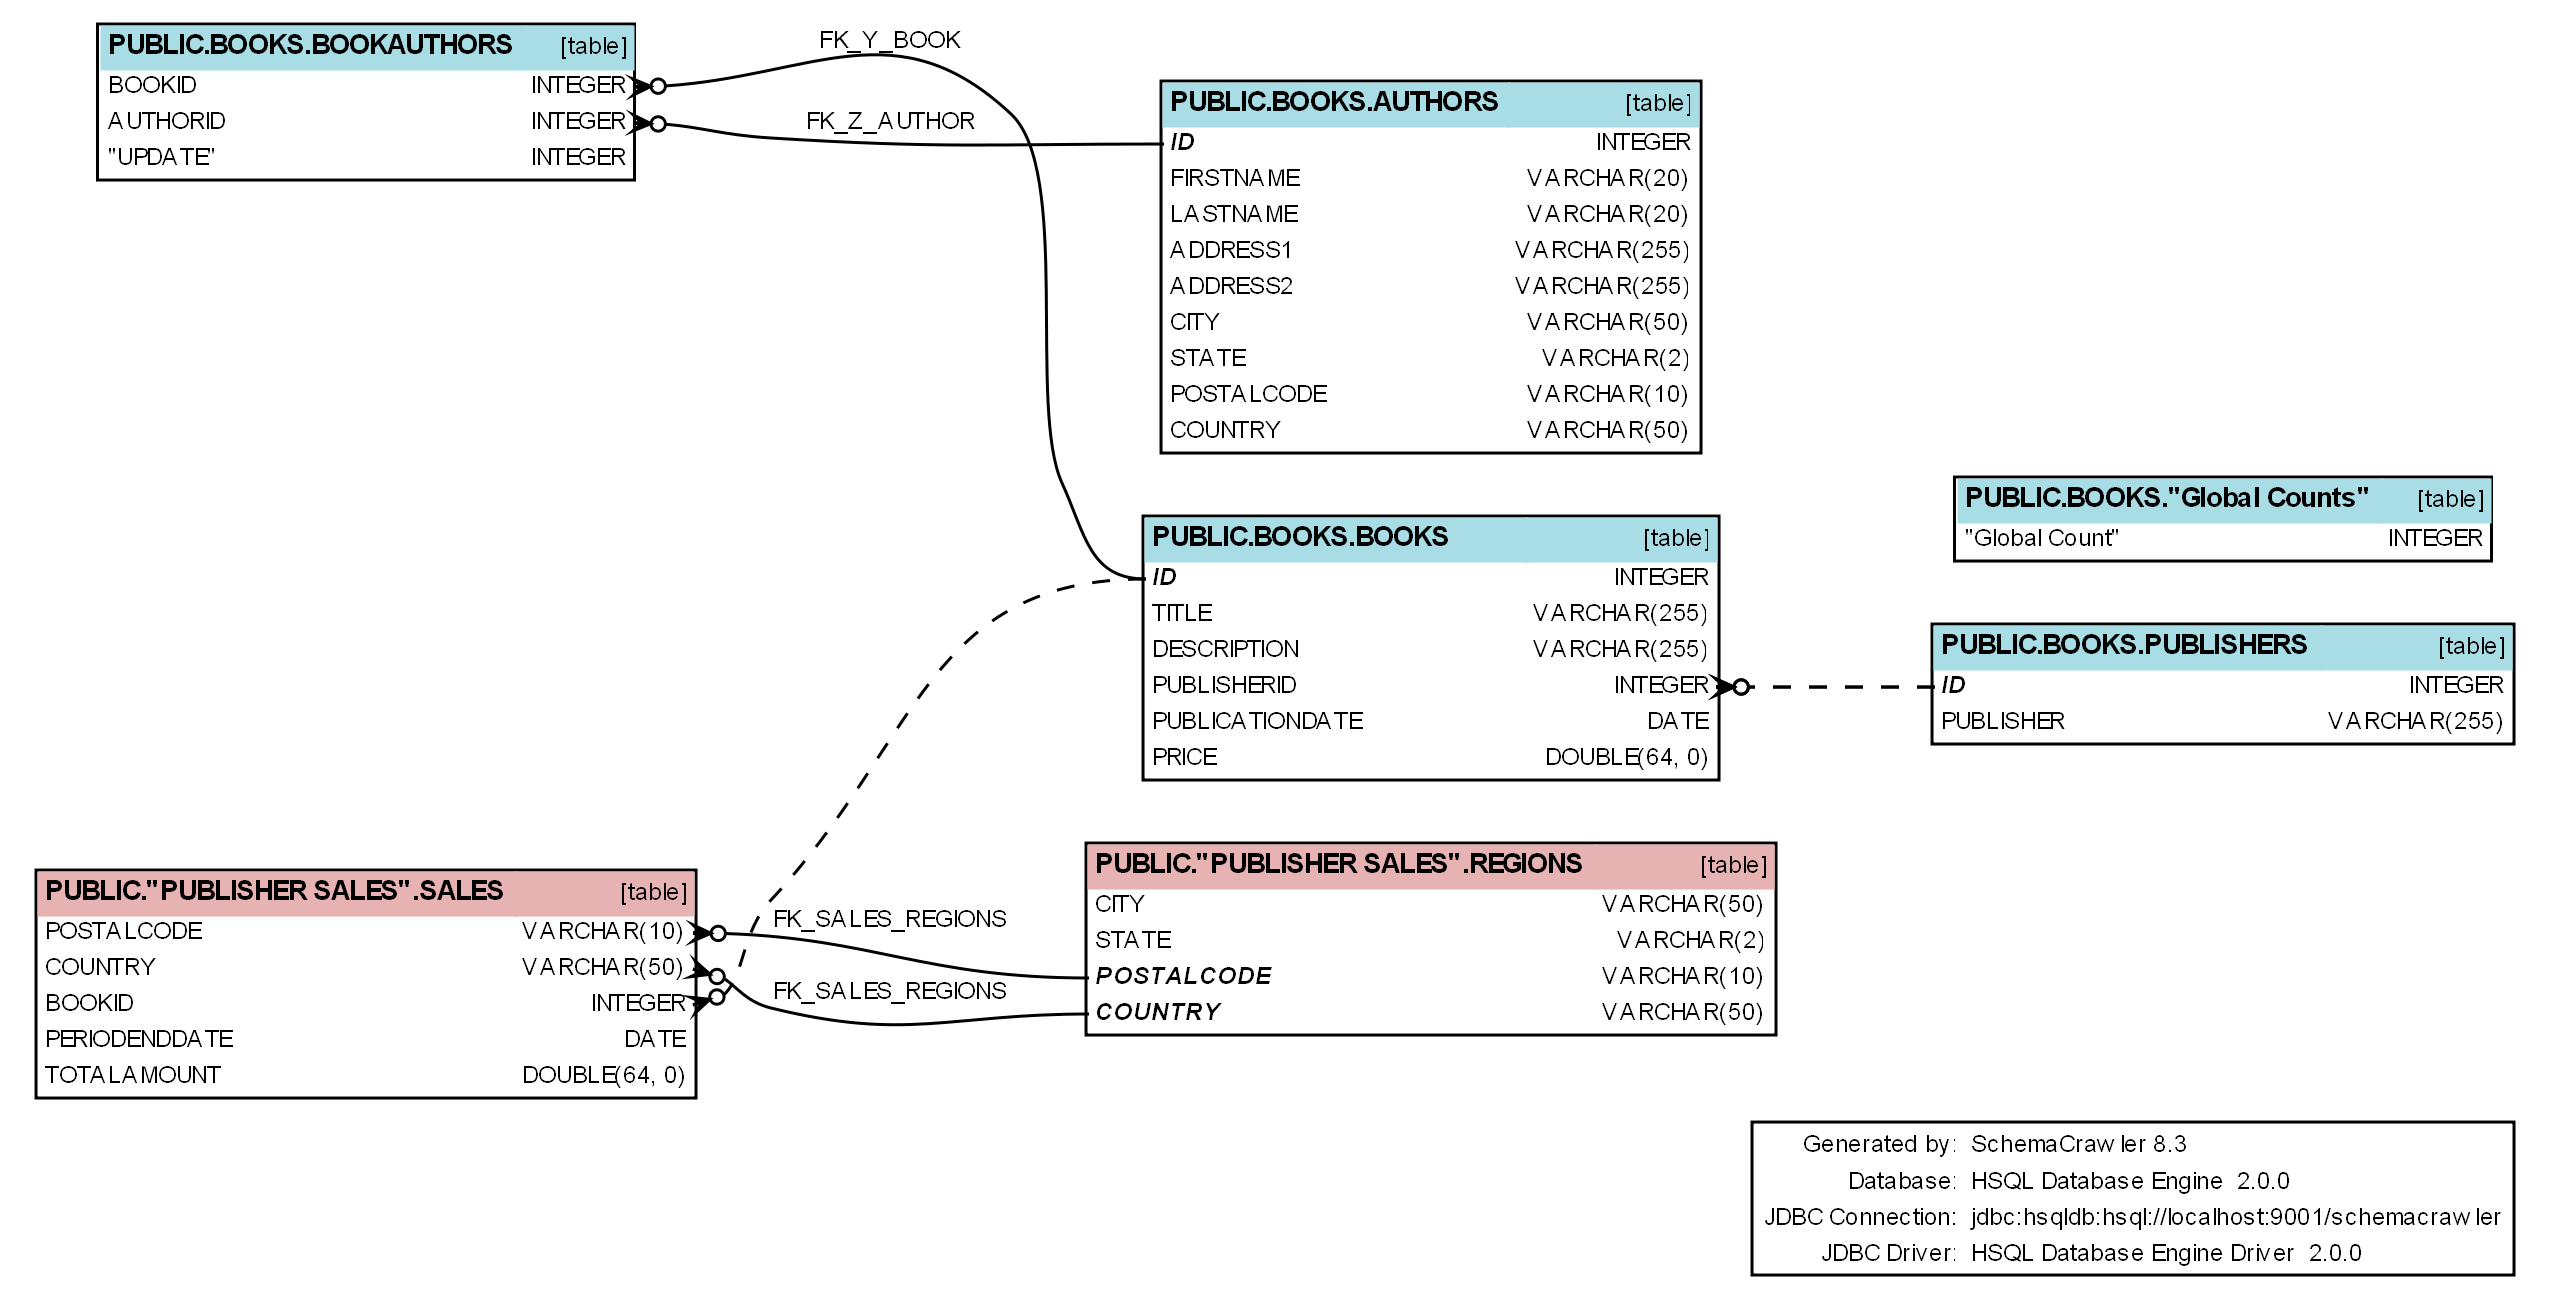 PUBLIC.BOOKS.BOOKAUTHORS [table]
BOOKID INTEGER
AUTHORID INTEGER
"UPDATE" INTEGER
FK_Y_BOOK
FK_Z_AUTHOR
PUBLIC.BOOKS.AUTHORS [table]
ID INTEGER
FIRSTNAME VARCHAR(20)
LASTNAME VARCHAR(20)
ADDRESS1 VARCHAR(255)
ADDRESS2 VARCHAR(255)
CITY VARCHAR(50)
STATE VARCHAR(2)
POSTALCODE VARCHAR(10)
COUNTRY VARCHAR(50)
PUBLIC.BOOKS."Global Counts" [table]
"Global Count" INTEGER
PUBLIC.BOOKS.BOOKS [table]
ID INTEGER
TITLE VARCHAR(255)
DESCRIPTION VARCHAR(255)
PUBLISHERID INTEGER
PUBLICATIONDATE DATE
PRICE DOUBLE(64, 0)
PUBLIC.BOOKS.PUBLISHERS [table]
ID INTEGER
PUBLISHER VARCHAR(255)
PUBLIC."PUBLISHER SALES".SALES [table]
POSTALCODE VARCHAR(10)
COUNTRY VARCHAR(50)
BOOKID INTEGER
PERIODENDDATE DATE
TOTALAMOUNT DOUBLE(64, 0)
FK_SALES_REGIONS
FK_SALES_REGIONS
PUBLIC."PUBLISHER SALES".REGIONS [table]
CITY VARCHAR(50)
STATE VARCHAR(2)
POSTALCODE VARCHAR(10)
COUNTRY VARCHAR(50)
Generated by: SchemaCrawler 8.3
Database: HSQL Database Engine 2.0.0
JDBC Connection: jdbc:hsqldb:hsql://localhost:9001/schemacrawler
JDBC Driver: HSQL Database Engine Driver 2.0.0